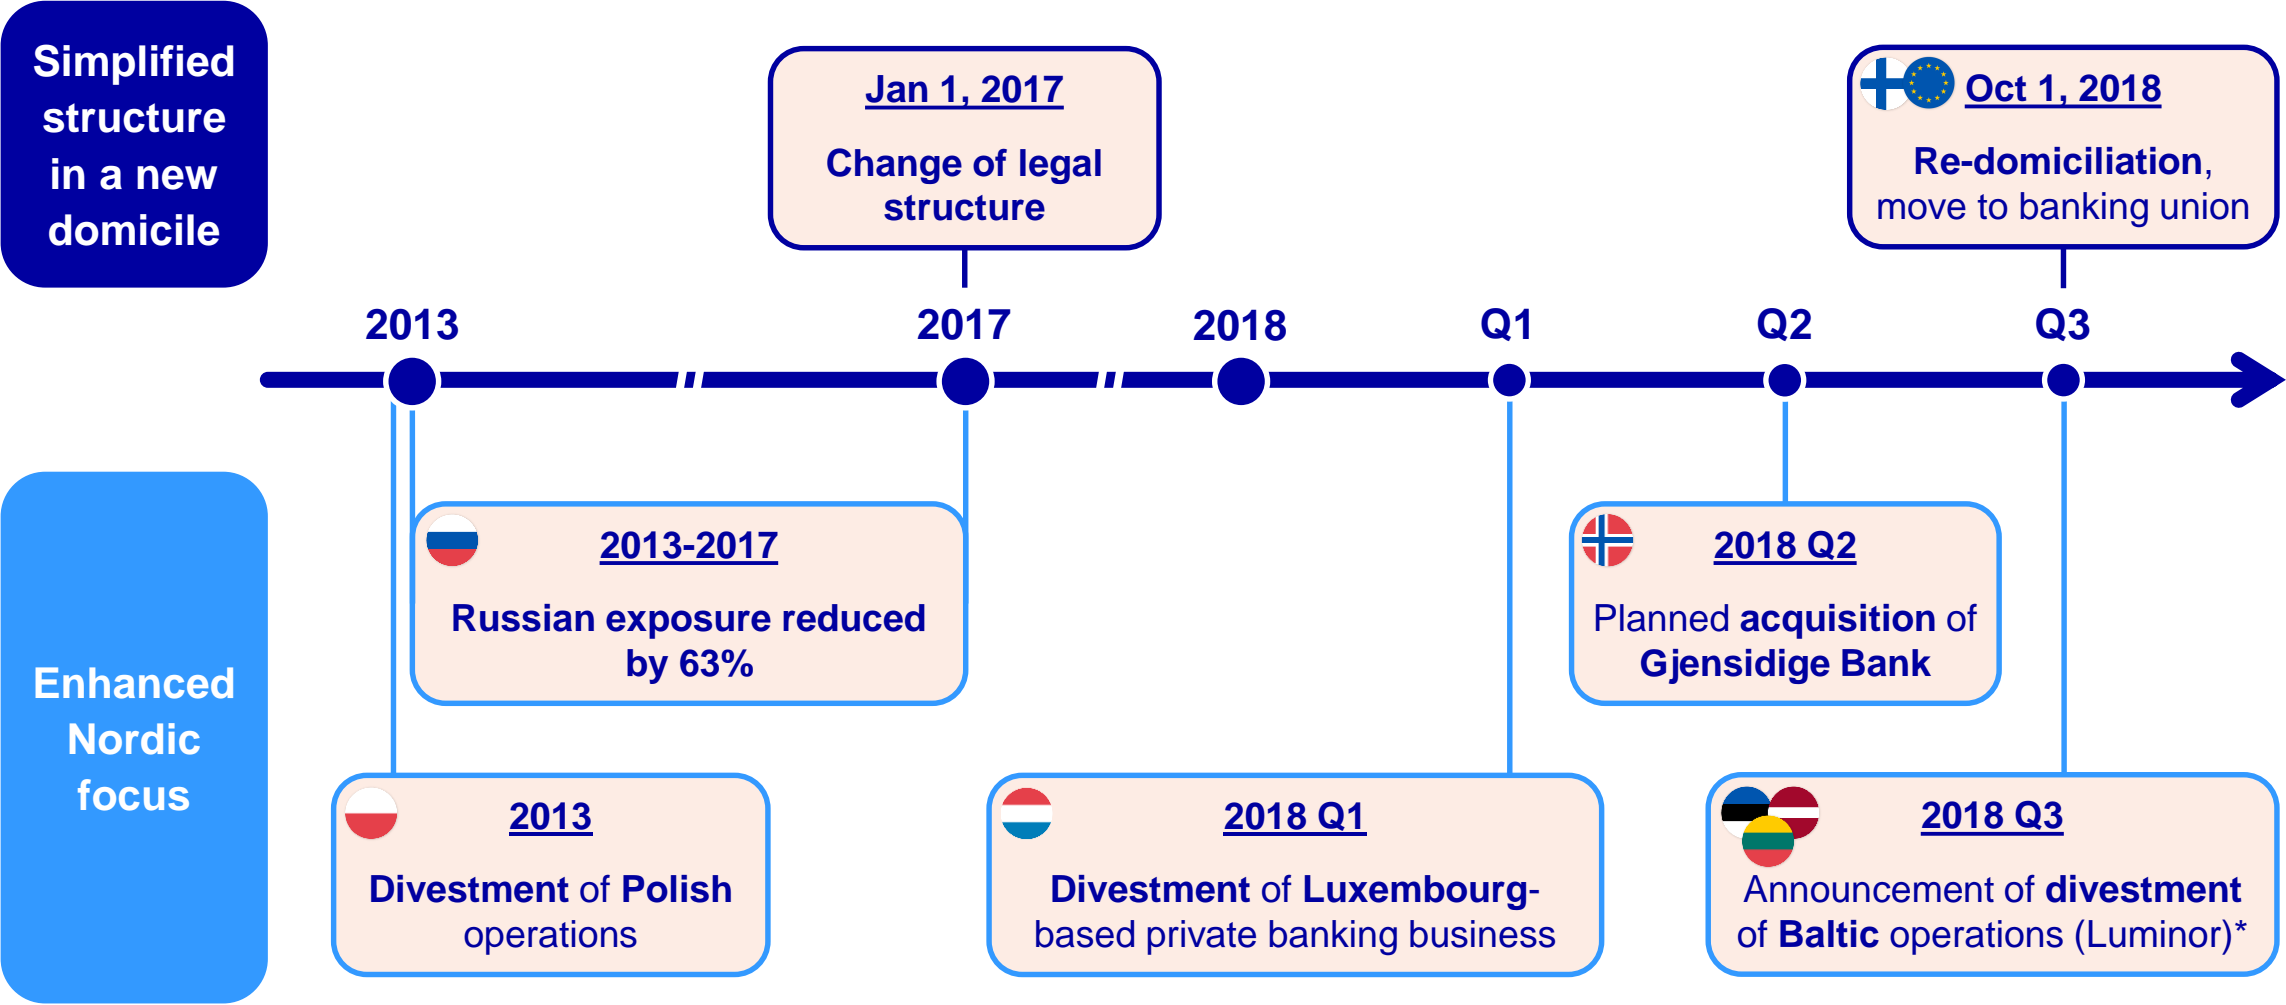 Simplified
structure
in a new
domicile
Jan 1, 2017
Change of legal
structure
Oct 1, 2018
Re-domiciliation,
move to banking union
2013
2017
2018
Q1
Q2
Q3
Enhanced
Nordic
focus
2013-2017
Russian exposure reduced
by 63%
2018 Q2
Planned acquisition of
Gjensidige Bank
2013
Divestment of Polish
operations
2018 Q1
Divestment of Luxembourg-
based private banking business
2018 Q3
Announcement of divestment
of Baltic operations (Luminor)*